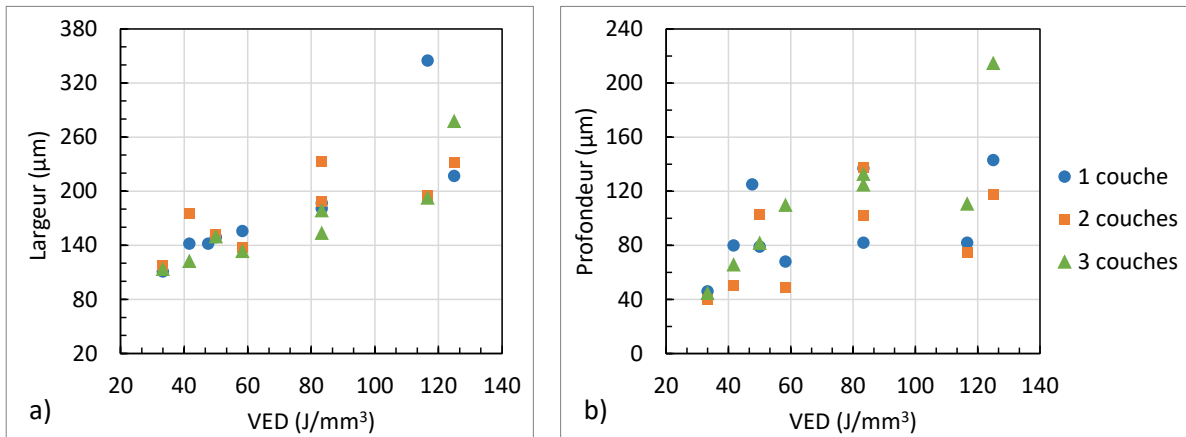 380
320
260
200
140
80
20
Largeur (µm)
20 40 60 80 100 120 140
VED (J/mm³)
a)
240
200
160
120
80
40
0
Profondeur (µm)
20 40 60 80 100 120 140
VED (J/mm³)
b)
1 couche
2 couches
3 couches